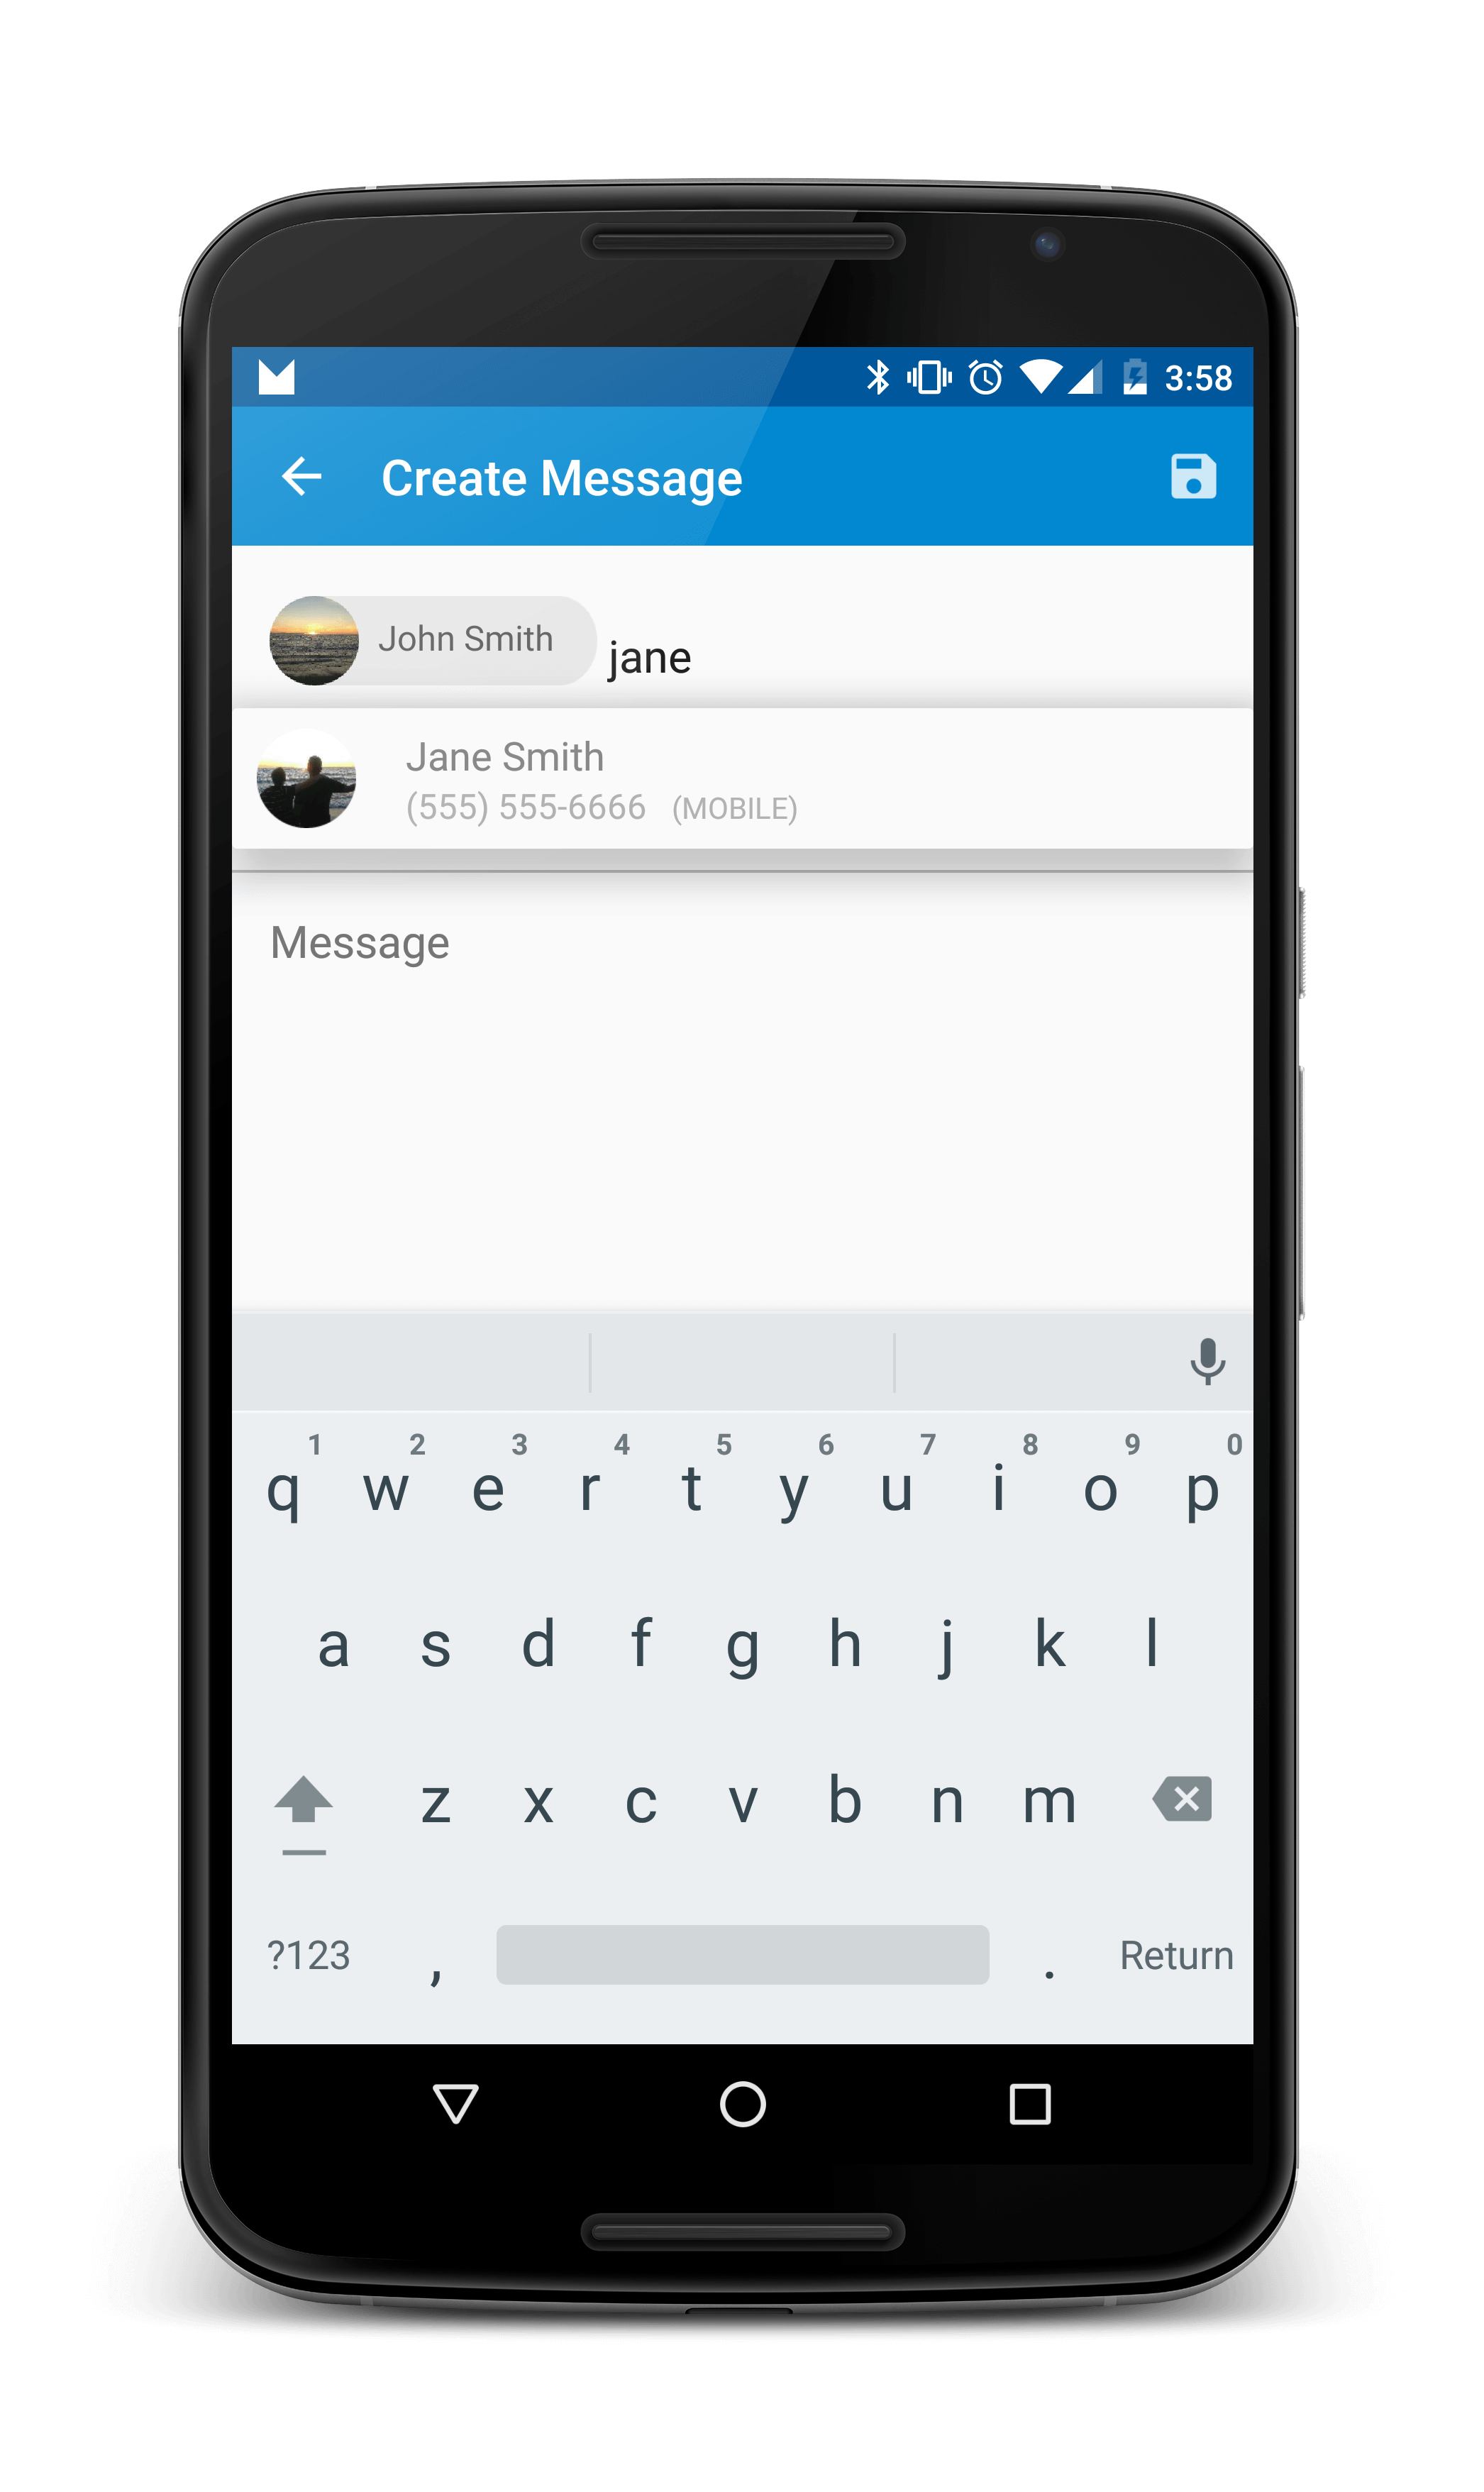 3:58
Create Message
John Smith jane
Jane Smith
(555) 555-6666 (MOBILE)
Message
1 2 3 4 5 6 7 8 9 0
q w e r t y u i o p
a s d f g h j k l
z x c v b n m
?123 , . Return